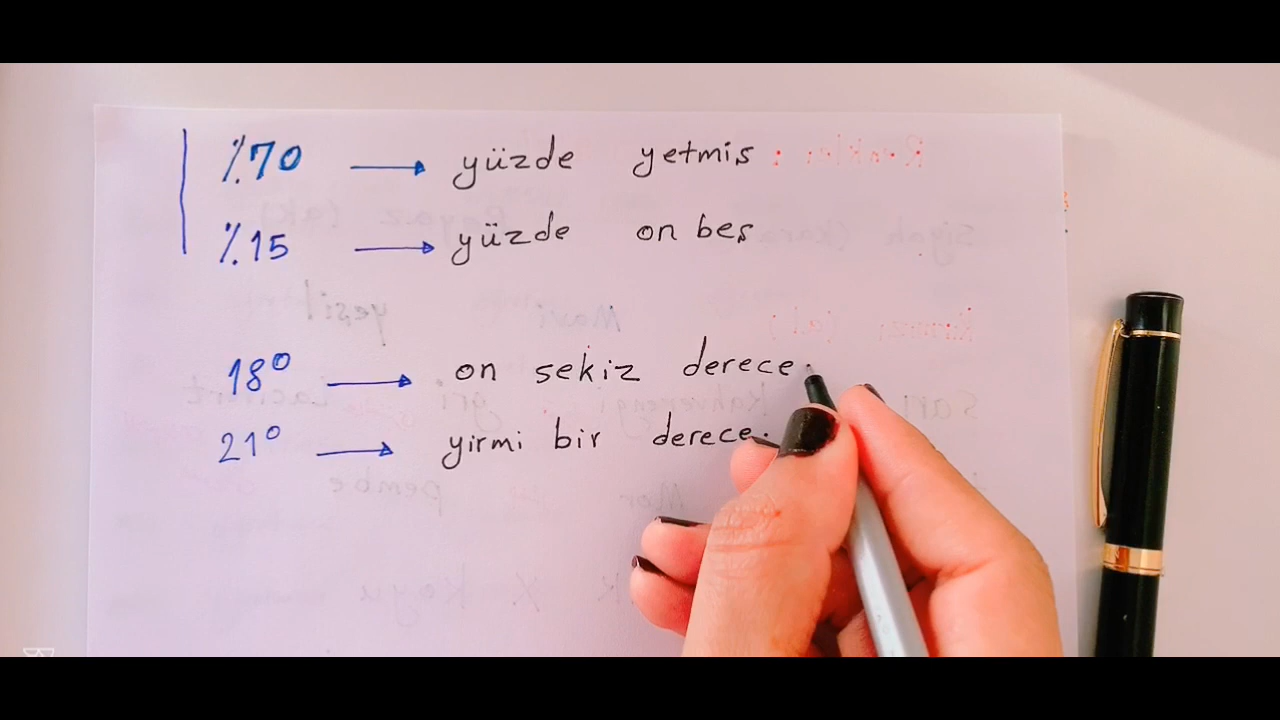 %70 → yüzde yetmiş
%15 → yüzde on beş
18° → on sekiz derece.
21° → yirmi bir derece.